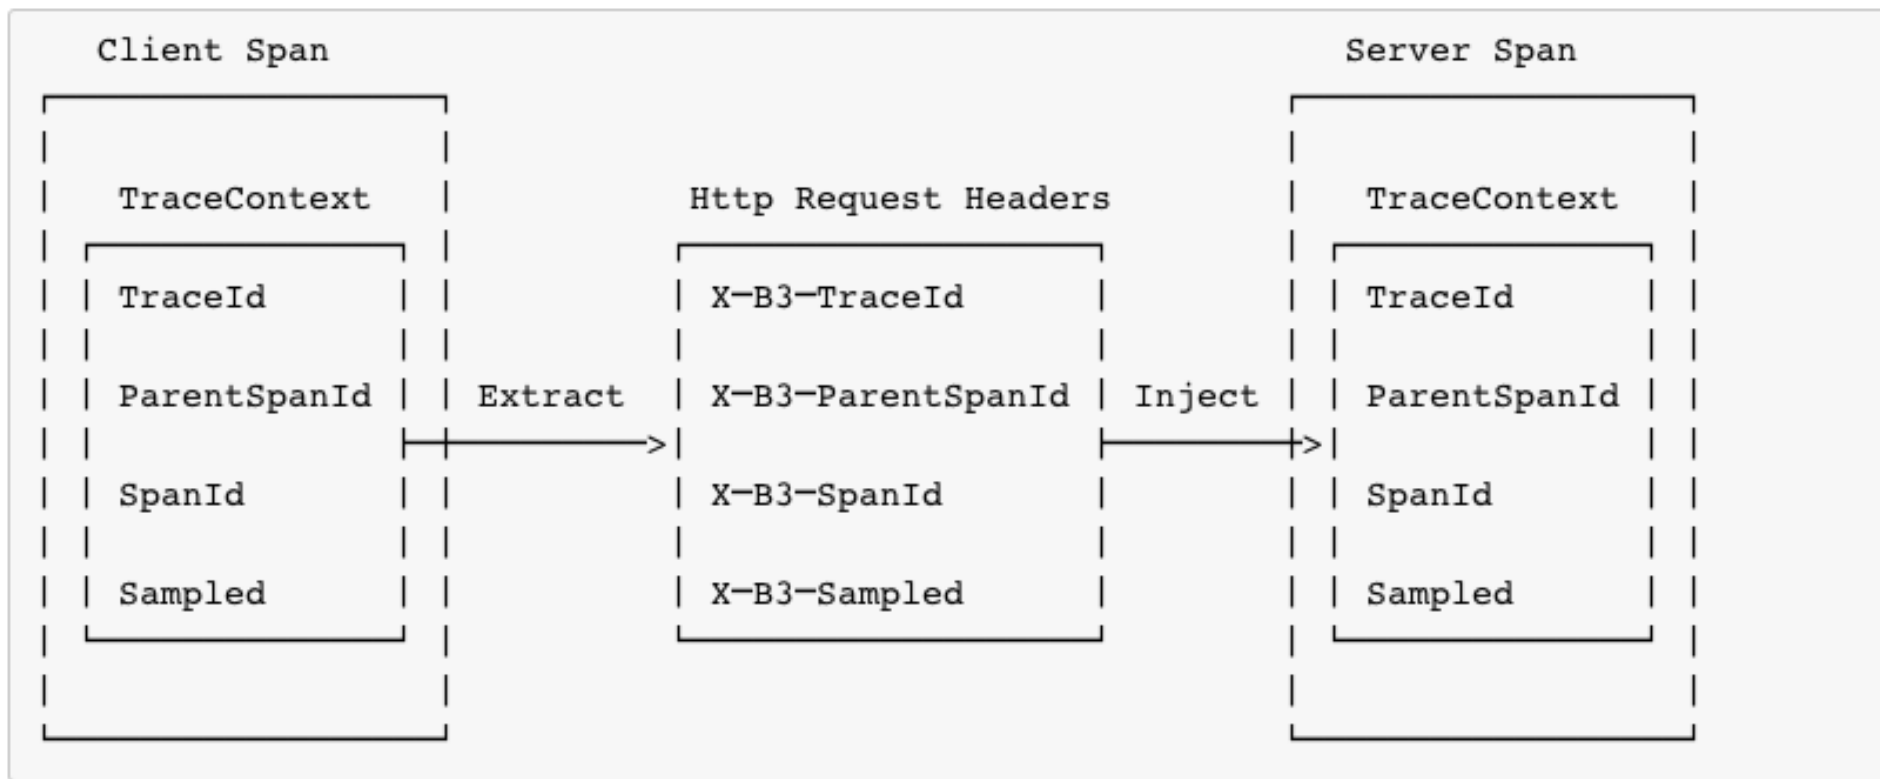 Client Span Server Span
TraceContext Http Request Headers TraceContext
TraceId X-B3-TraceId TraceId
ParentSpanId Extract X-B3-ParentSpanId Inject ParentSpanId
SpanId X-B3-SpanId SpanId
Sampled X-B3-Sampled Sampled